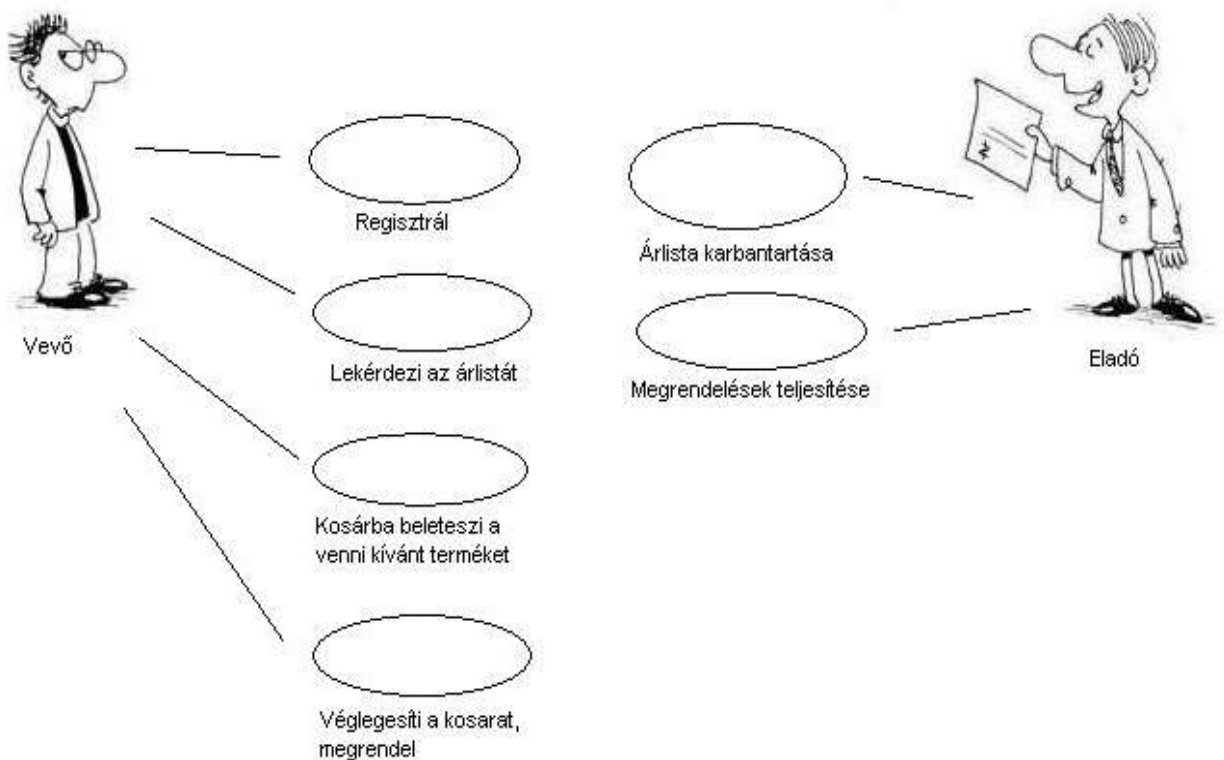 Regisztrál
Árlista karbantartása
Vevő
Lekérdezi az árlistát
Eladó
Megrendelések teljesítése
Kosárba beleteszi a
venni kívánt terméket
Véglegesíti a kosarat,
megrendel